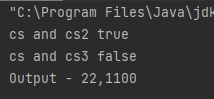 "C:\Program Files\Java\jdk
cs and cs2 true
cs and cs3 false
Output - 22,1100